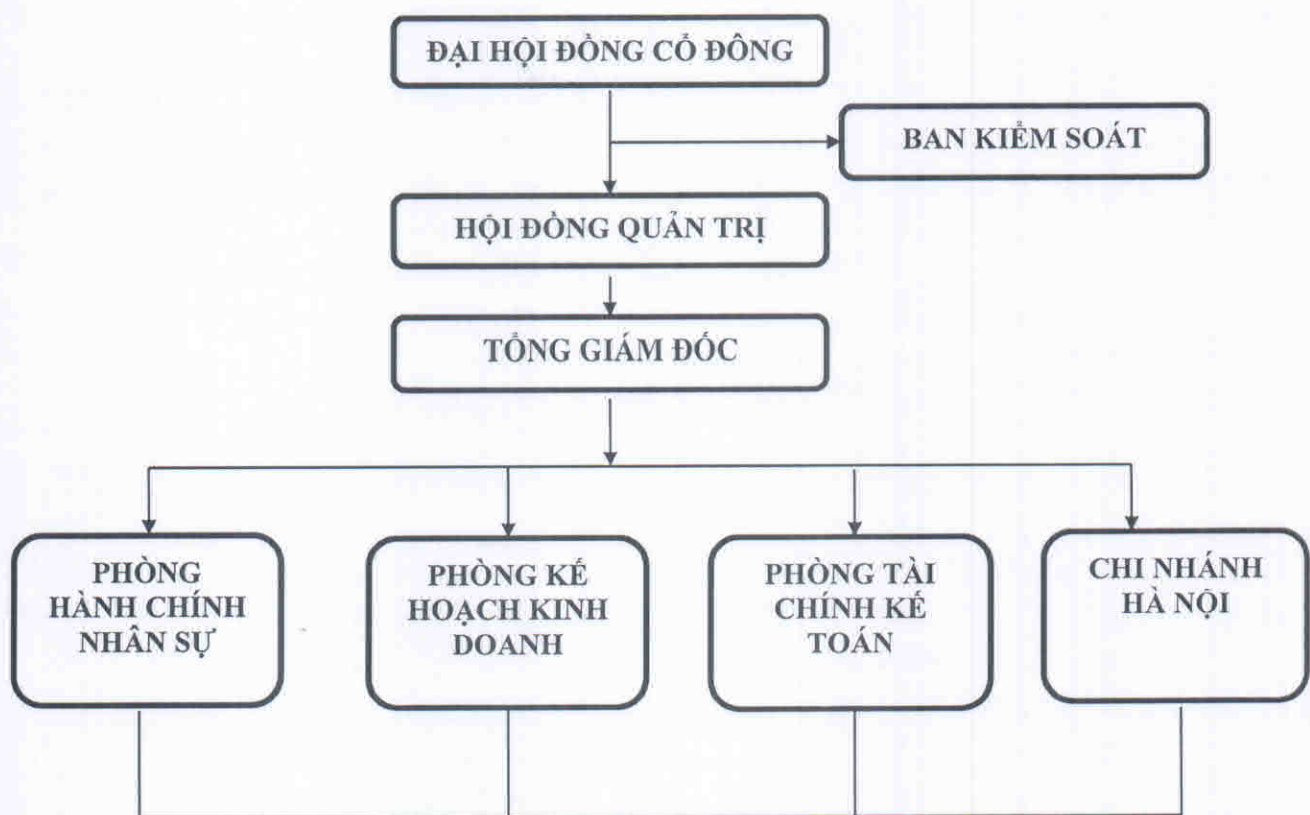 ĐẠI HỘI ĐỒNG CỔ ĐÔNG
BAN KIỂM SOÁT
HỘI ĐỒNG QUẢN TRỊ
TỔNG GIÁM ĐỐC
PHÒNG
HÀNH CHÍNH
NHÂN SỰ
PHÒNG KẾ
HOẠCH KINH
DOANH
PHÒNG TÀI
CHÍNH KẾ
TOÁN
CHI NHÁNH
HÀ NỘI